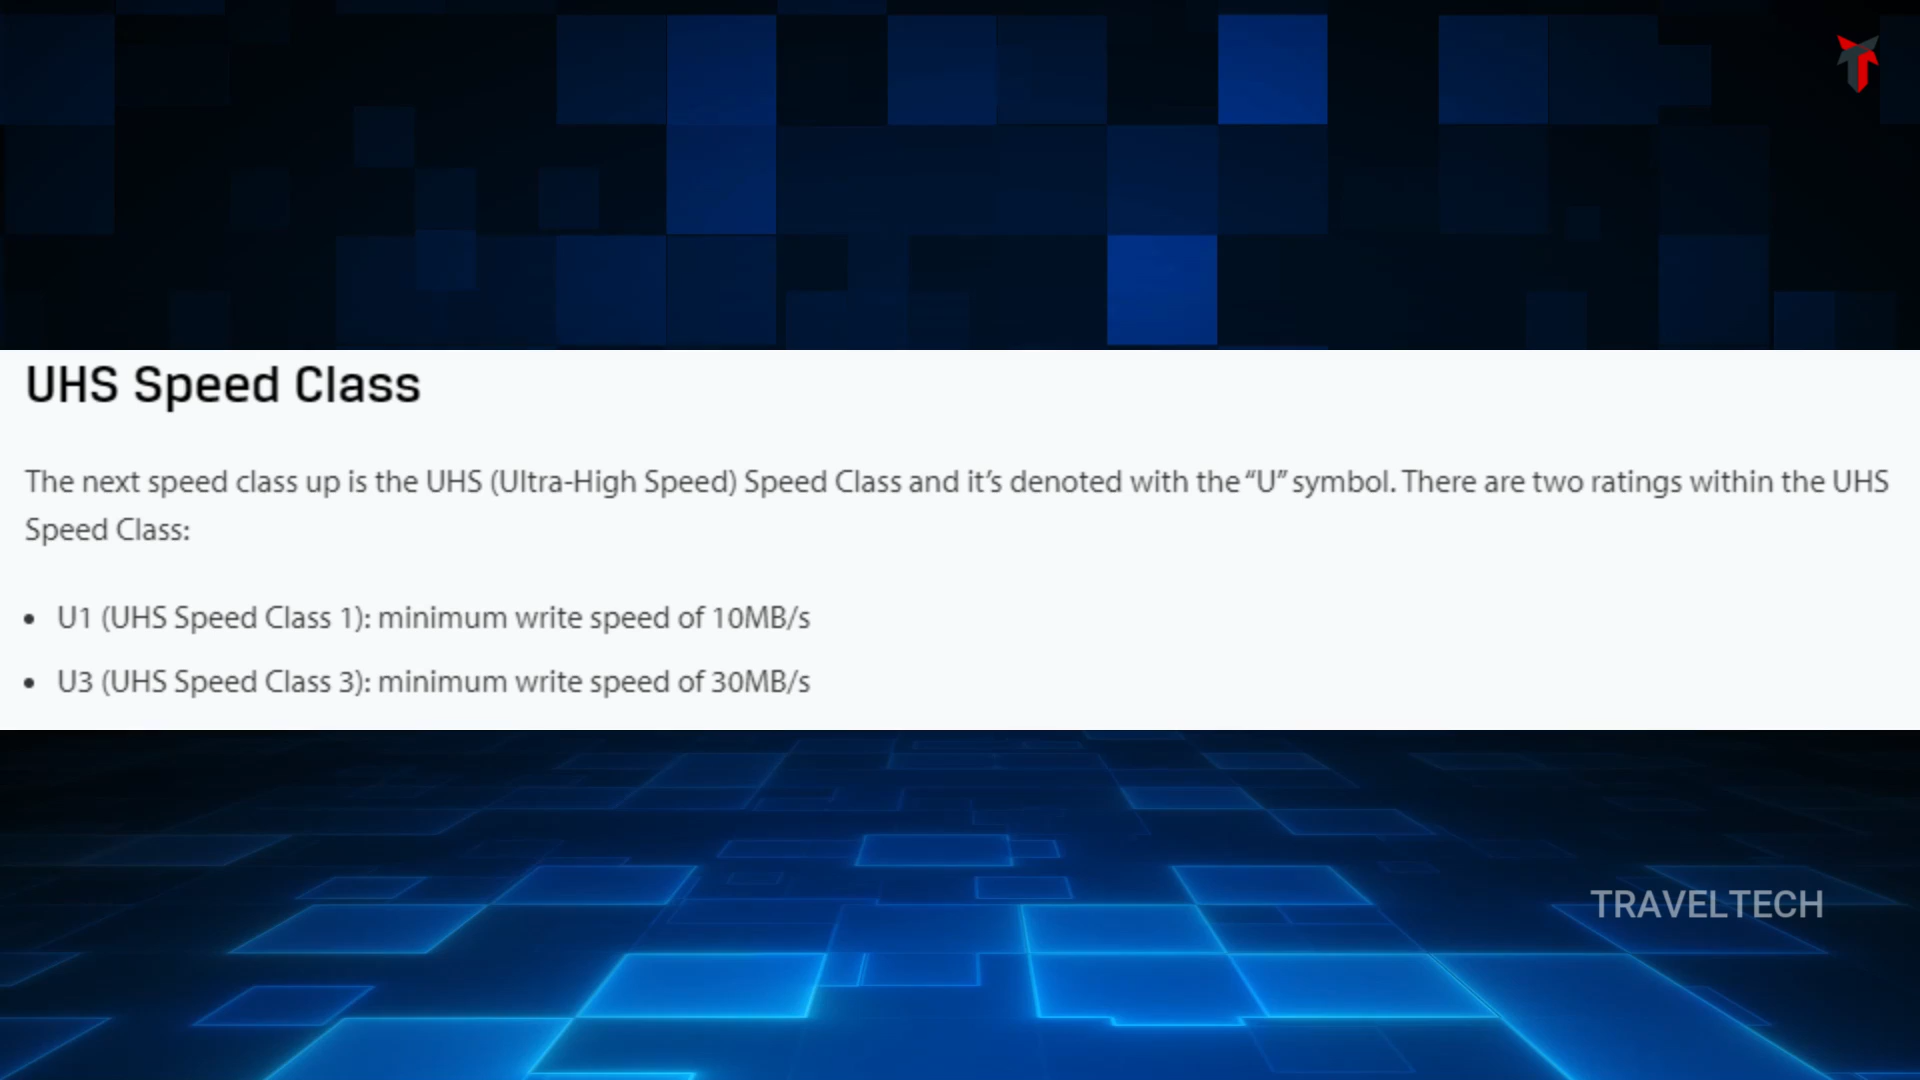 UHS Speed Class
The next speed class up is the UHS (Ultra-High Speed) Speed Class and it’s denoted with the “U” symbol. There are two ratings within the UHS
Speed Class:
• U1 (UHS Speed Class 1): minimum write speed of 10MB/s
• U3 (UHS Speed Class 3): minimum write speed of 30MB/s
TRAVELTECH